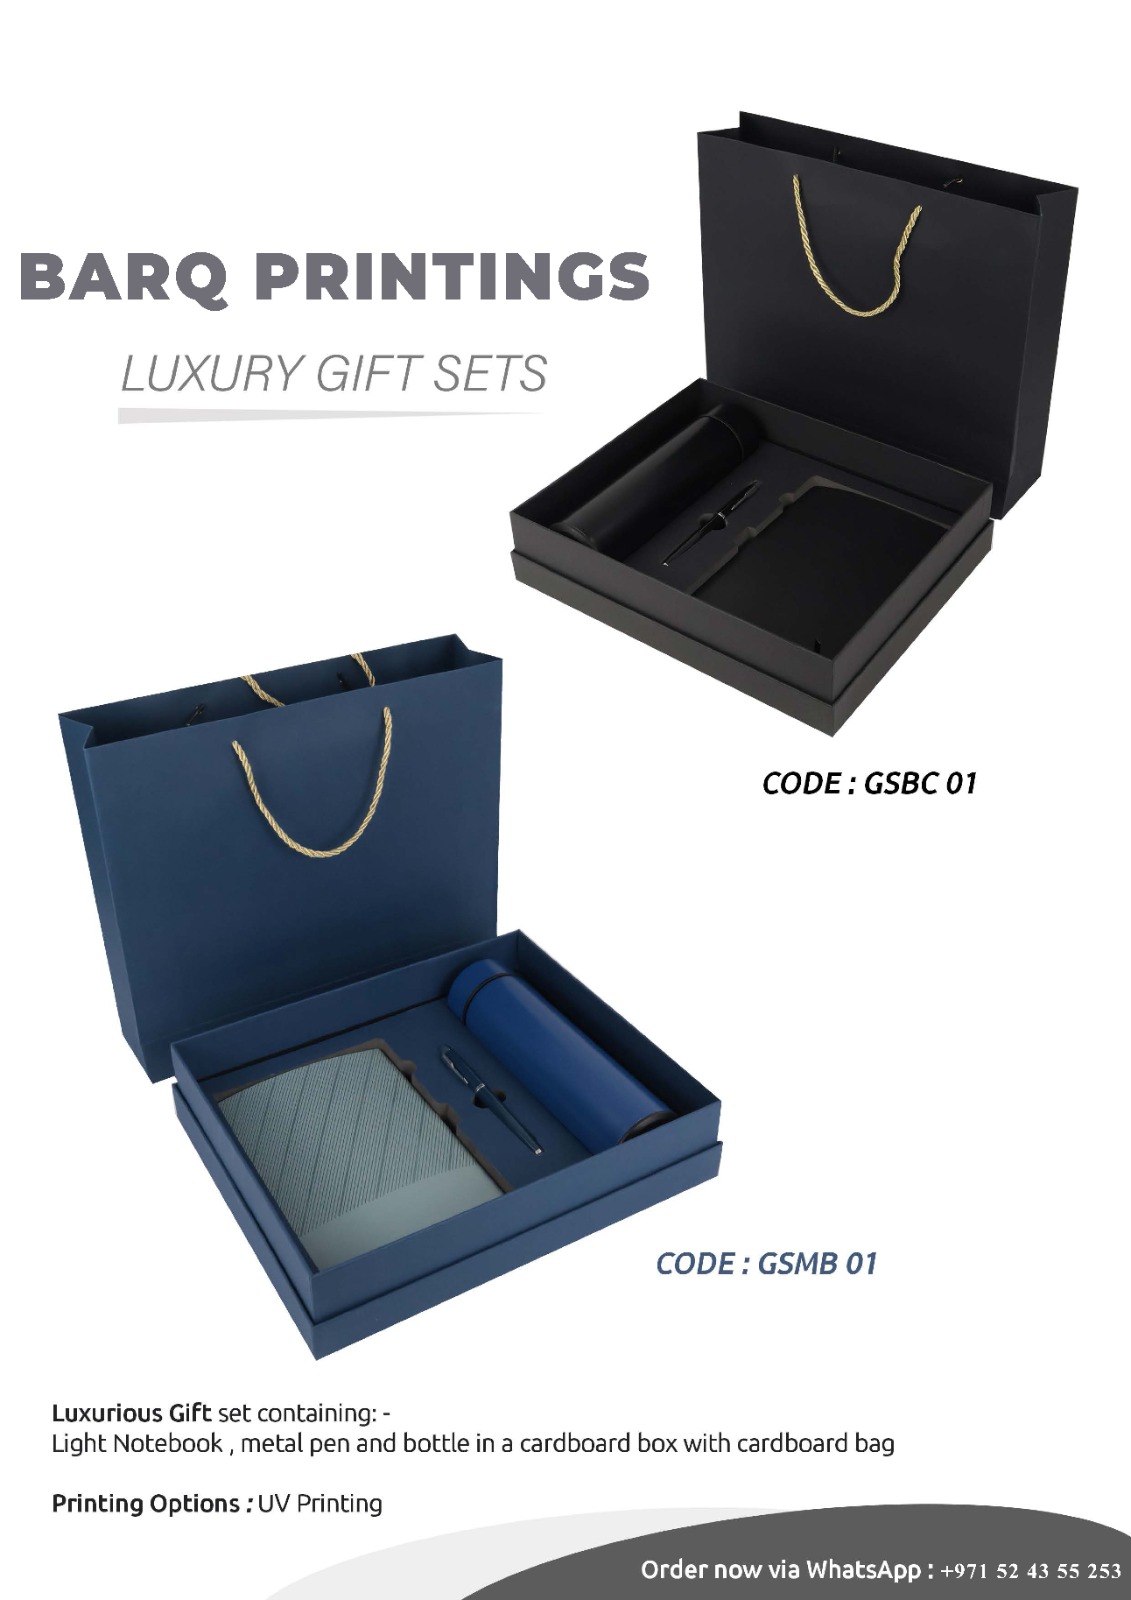 BARQ PRINTINGS
LUXURY GIFT SETS
CODE : GSBC 01
CODE : GSMB 01
Luxurious Gift set containing: -
Light Notebook , metal pen and bottle in a cardboard box with cardboard bag
Printing Options : UV Printing
Order now via WhatsApp : +971 52 43 55 253